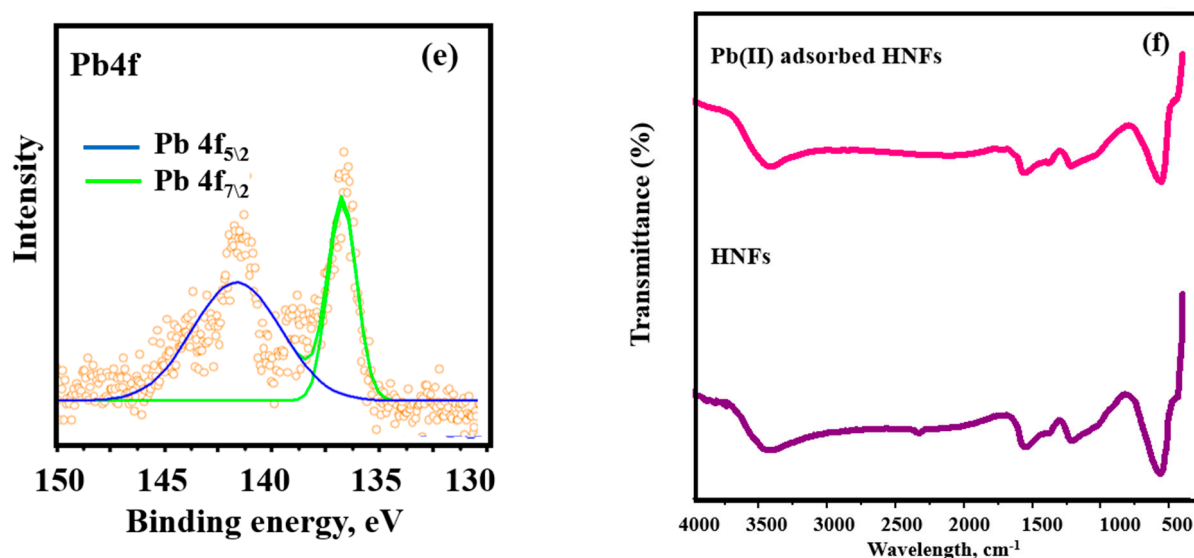 (e)
Pb4f
Pb 4f5\2
Pb 4f7\2
Intensity
150 145 140 135 130
Binding energy, eV
(f)
Pb(II) adsorbed HNFs
HNFs
Transmittance (%)
4000 3500 3000 2500 2000 1500 1000 500
Wavelength, cm-1